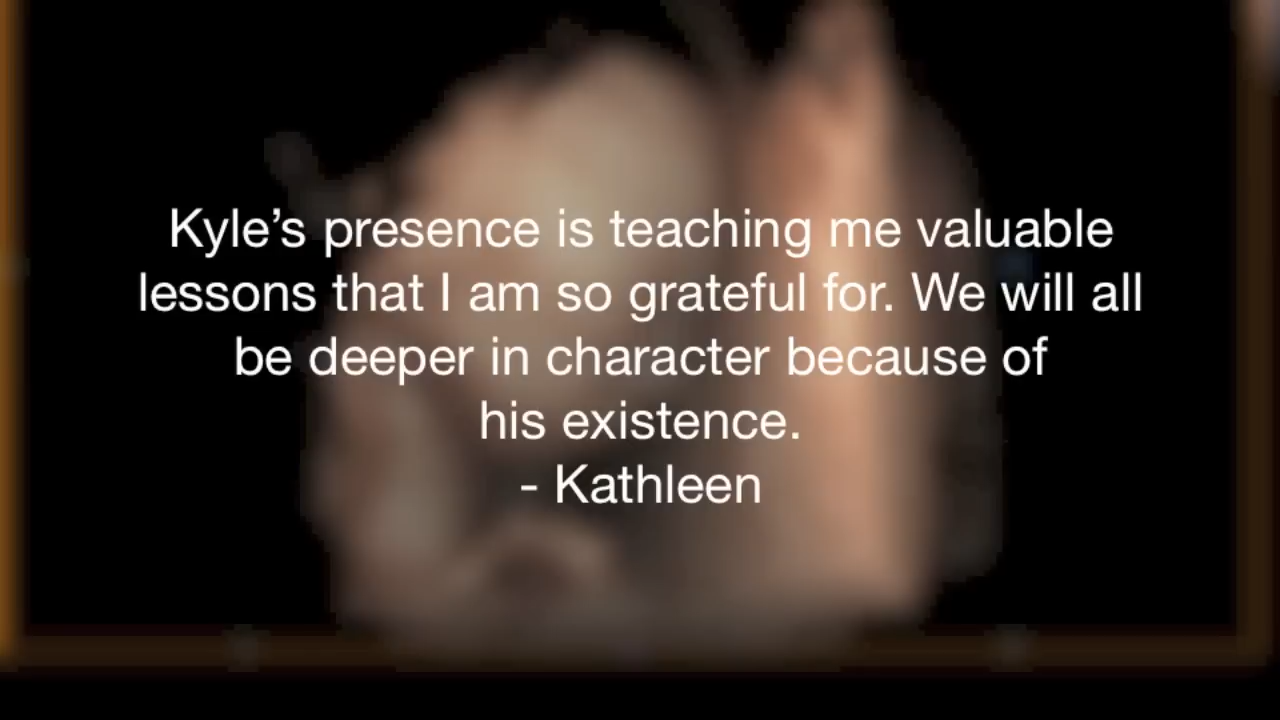 Kyle’s presence is teaching me valuable
lessons that I am so grateful for. We will all
be deeper in character because of
his existence.
- Kathleen